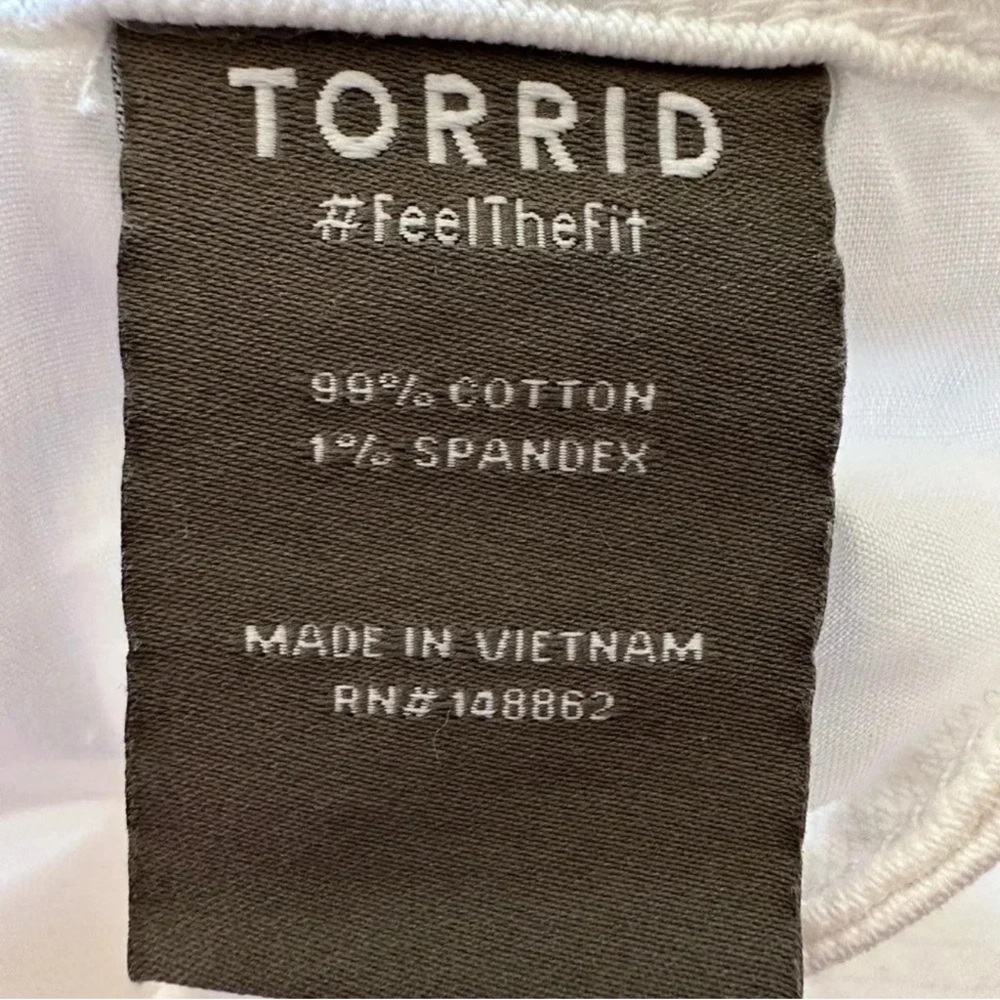 TORRID
#FeelTheFit
99% COTTON
1% SPANDEX
MADE IN VIETNAM
RN# 148862